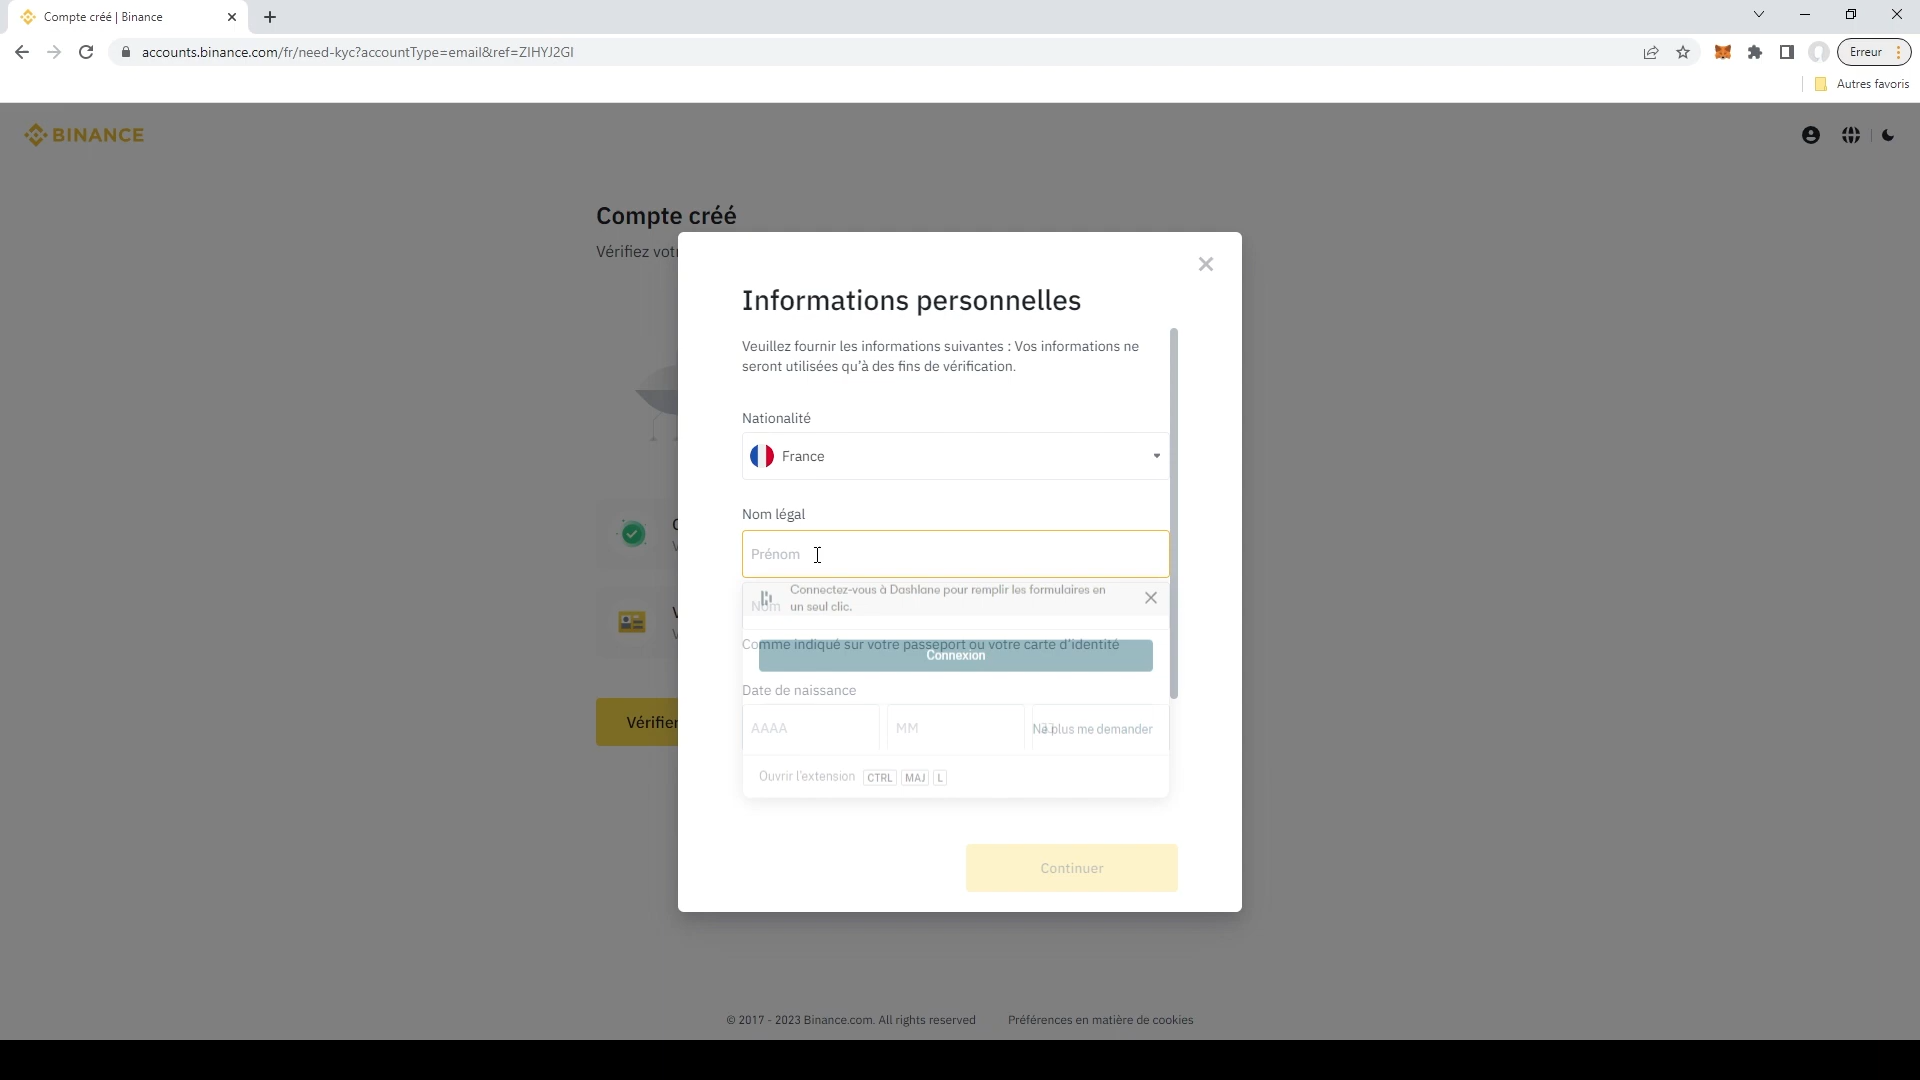 Compte créé | Binance
accounts.binance.com/fr/need-kyc?accountType=email&ref=ZIHYJ2GI
Erreur
Autres favoris
BINANCE
Compte créé
Vérifiez
Informations personnelles
Veuillez fournir les informations suivantes : Vos informations ne
seront utilisées qu'à des fins de vérification.
Nationalité
France
Nom légal
Prénom
Connectez-vous à Dashlane pour remplir les formulaires en
un seul clic.
Nom
Comme indiqué sur votre passeport ou votre carte d'identité
Connexion
Date de naissance
AAAA
MM
Ne plus me demander
Ouvrir l'extension CTRL MAJ L
Vérifier
Continuer
© 2017 - 2023 Binance.com. All rights reserved
Préférences en matière de cookies